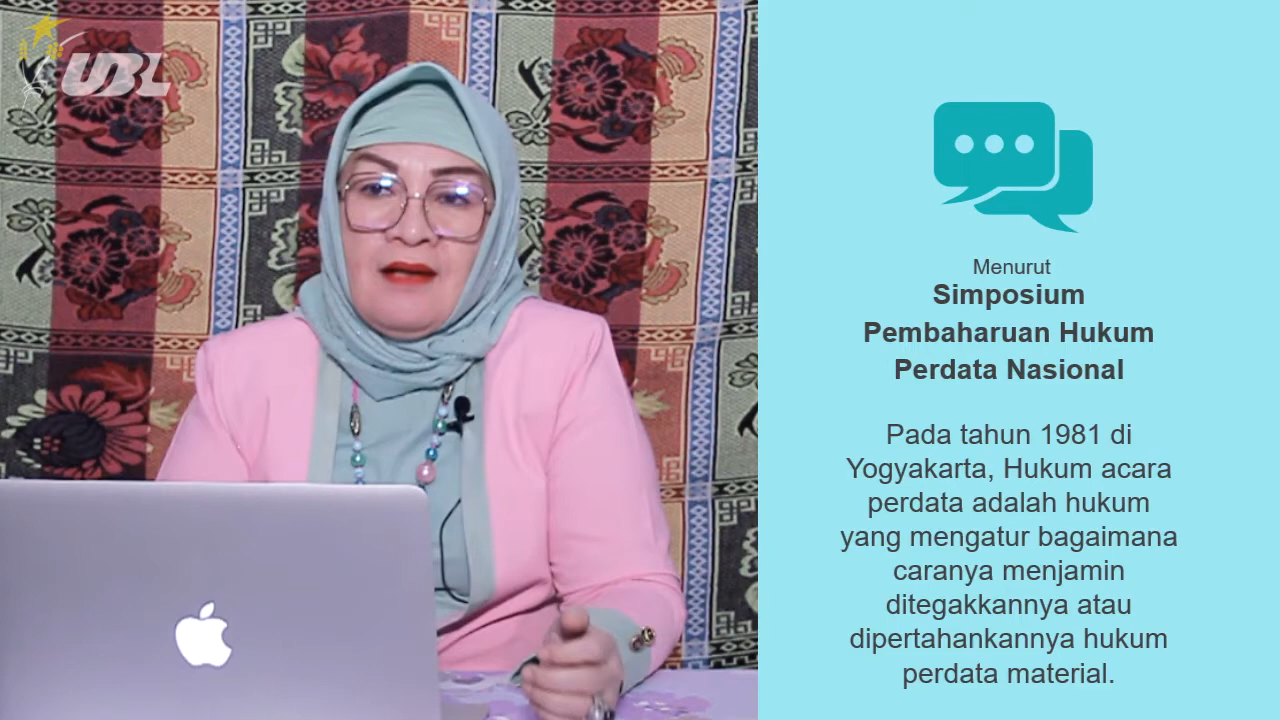 UBL
Menurut
Simposium
Pembaharuan Hukum
Perdata Nasional
Pada tahun 1981 di
Yogyakarta, Hukum acara
perdata adalah hukum
yang mengatur bagaimana
caranya menjamin
ditegakkannya atau
dipertahankannya hukum
perdata material.